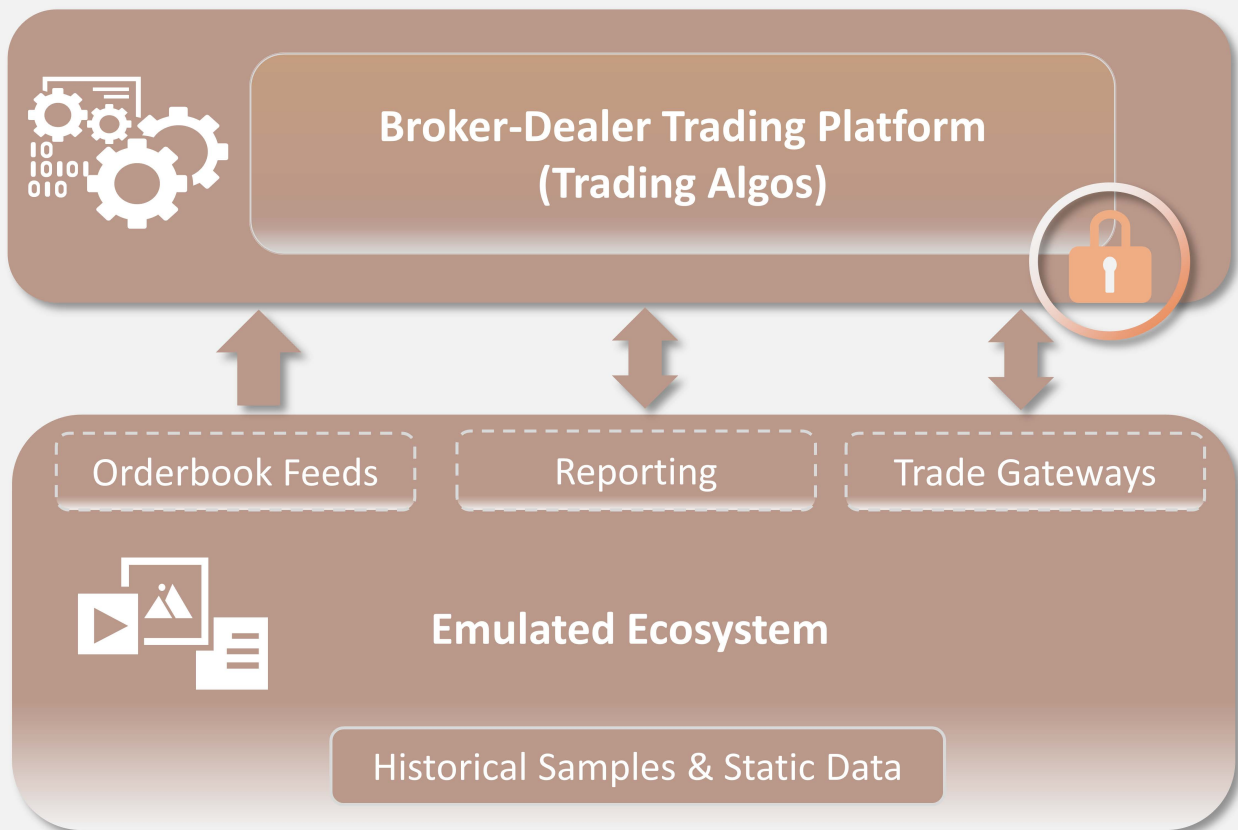 Broker-Dealer Trading Platform
(Trading Algos)
10
10101
010
Orderbook Feeds
Reporting
Trade Gateways
Emulated Ecosystem
Historical Samples & Static Data